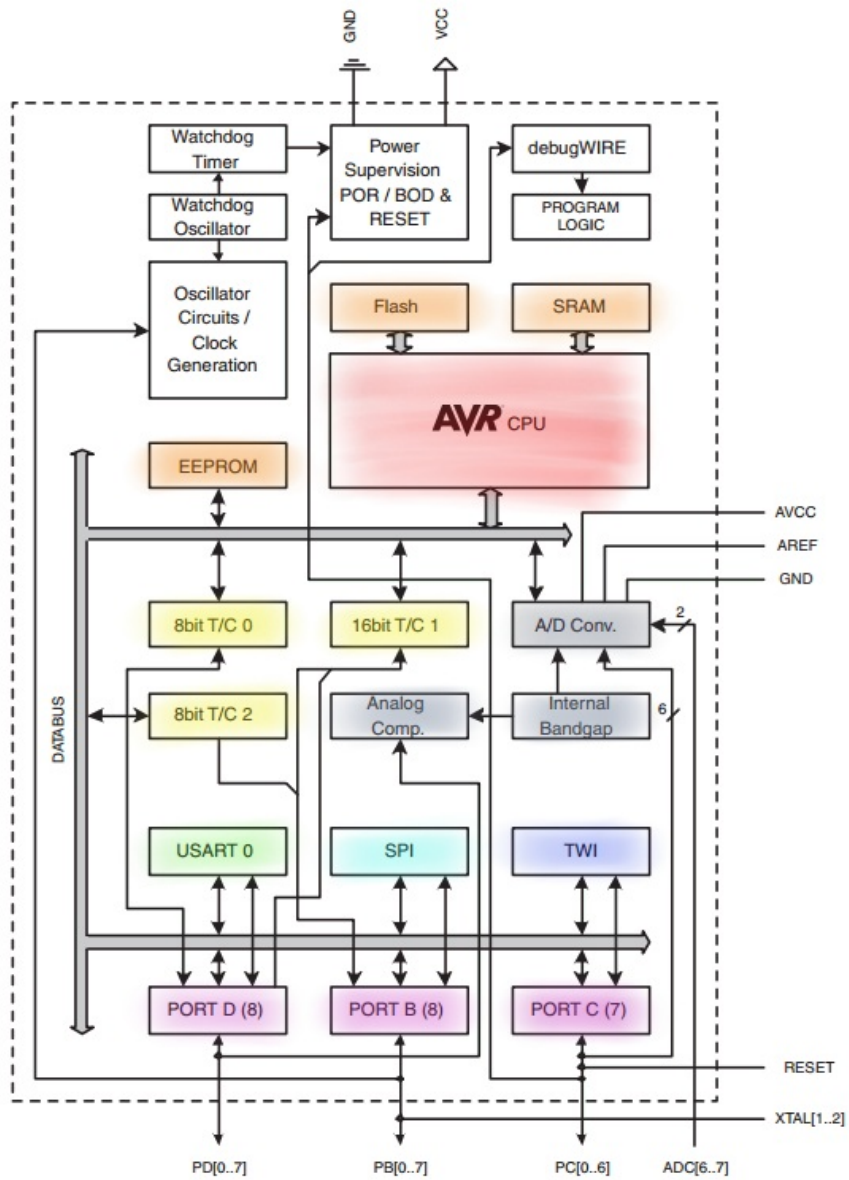 GND
VCC
Watchdog
Timer
Power
Supervision
POR / BOD &
RESET
debugWIRE
Watchdog
Oscillator
PROGRAM
LOGIC
Oscillator
Circuits /
Clock
Generation
Flash
SRAM
AVR CPU
EEPROM
AVCC
AREF
GND
8bit T/C 0
16bit T/C 1
A/D Conv.
2
8bit T/C 2
Analog
Comp.
Internal
Bandgap
6
DATABUS
USART 0
SPI
TWI
PORT D (8)
PORT B (8)
PORT C (7)
RESET
XTAL[1..2]
PD[0..7]
PB[0..7]
PC[0..6]
ADC[6..7]